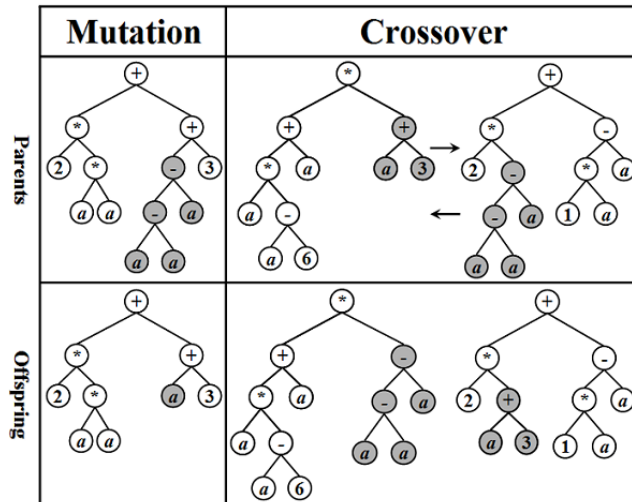 Mutation Crossover
Parents
+ * +
* + + + * -
2 * - 3 * a a 3 2 - * a
a a - a a - - a 1 a
a a a 6 a a
Offspring
+ * +
* + + - * -
2 * a 3 * a - a 2 + * a
a a a - a a a 3 1 a
a 6